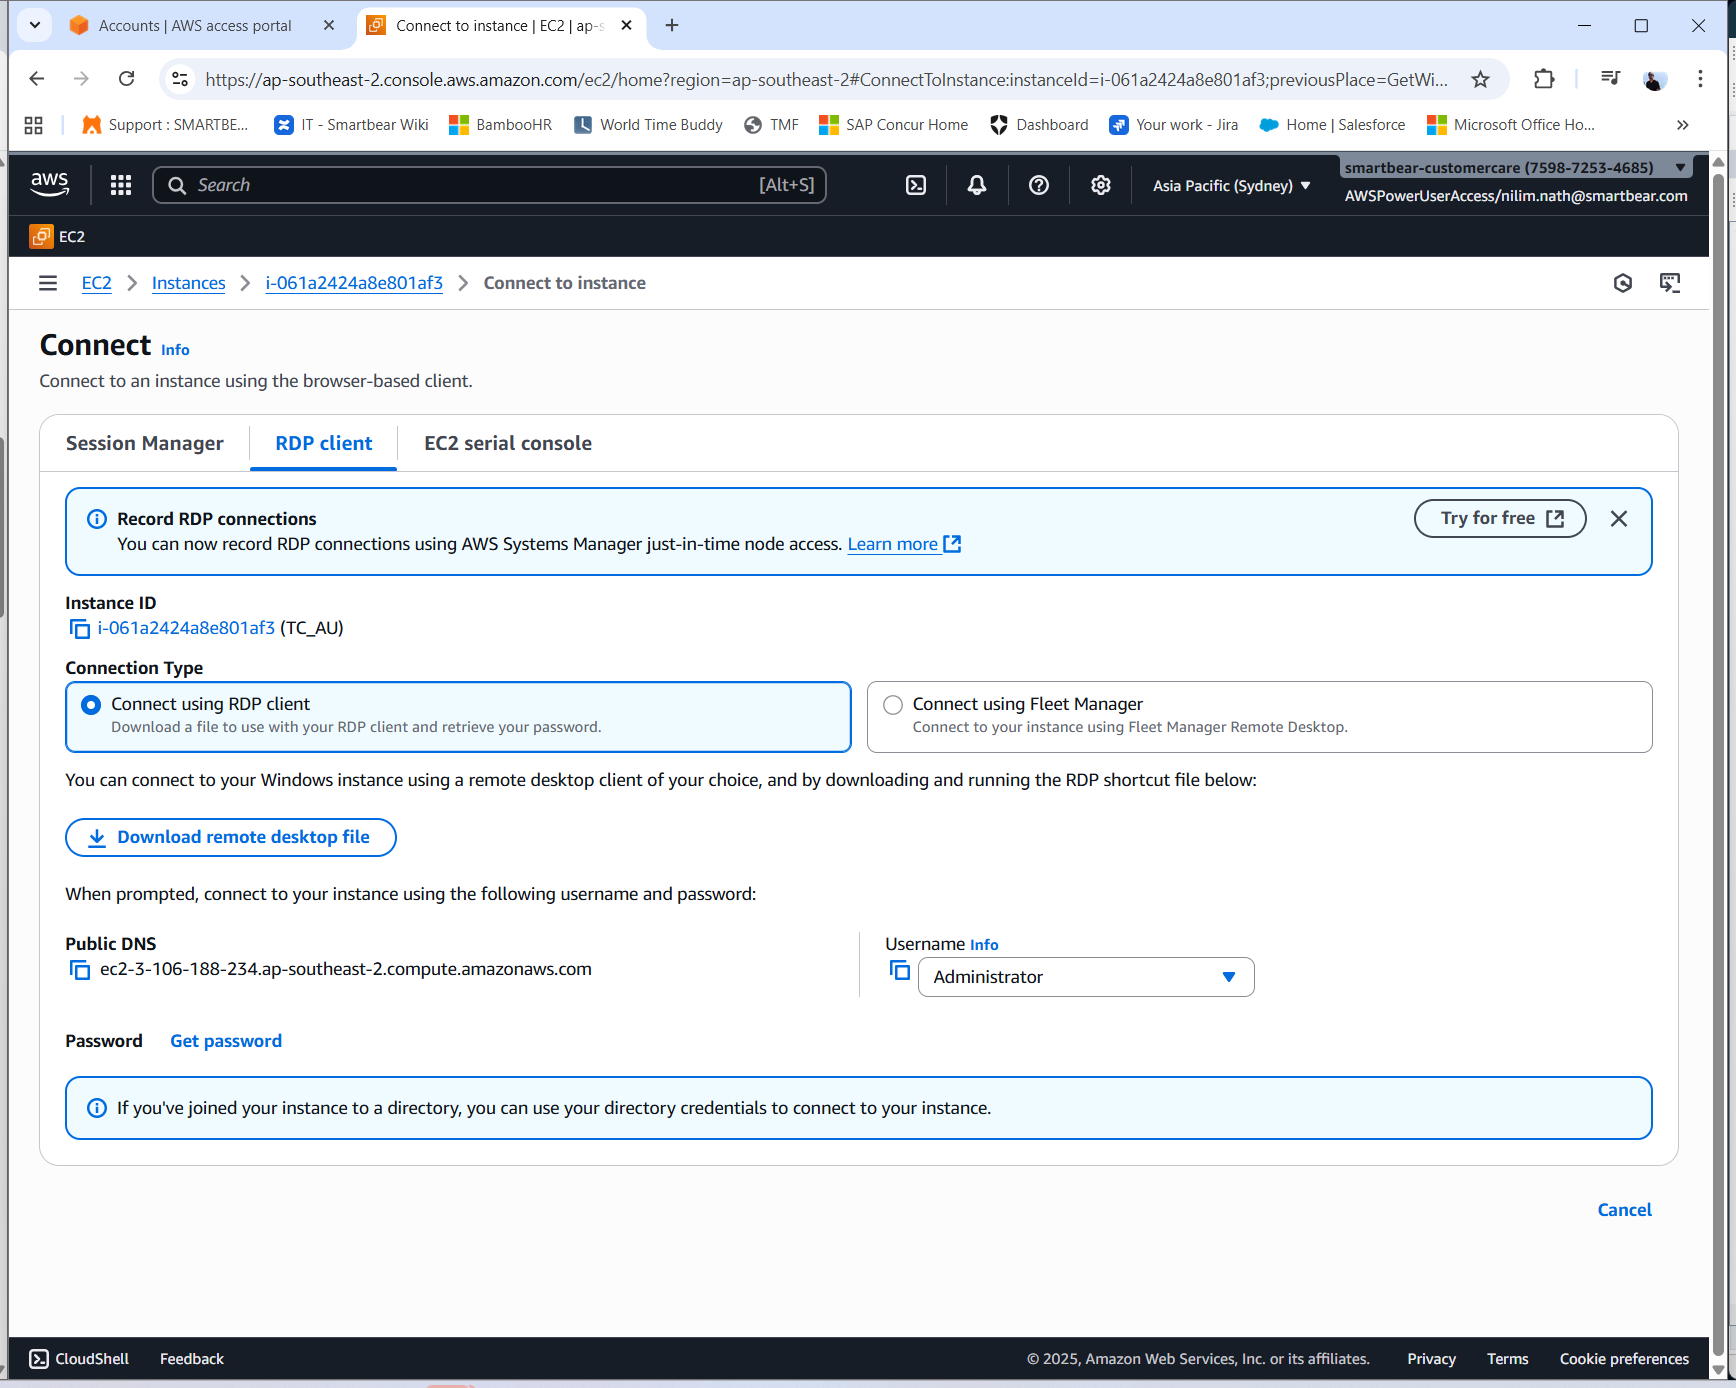 Accounts | AWS access portal
Connect to instance | EC2 | ap-s
https://ap-southeast-2.console.aws.amazon.com/ec2/home?region=ap-southeast-2#ConnectToInstance:instanceId=i-061a2424a8e801af3;previousPlace=GetWi...
Support : SMARTBE...
IT - Smartbear Wiki
BambooHR
World Time Buddy
TMF
SAP Concur Home
Dashboard
Your work - Jira
Home | Salesforce
Microsoft Office Ho...
aws
Search
[Alt+S]
Asia Pacific (Sydney)
smartbear-customercare (7598-7253-4685)
AWSPowerUserAccess/nilim.nath@smartbear.com
EC2
EC2
Instances
i-061a2424a8e801af3
Connect to instance
Connect Info
Connect to an instance using the browser-based client.
Session Manager
RDP client
EC2 serial console
Record RDP connections
You can now record RDP connections using AWS Systems Manager just-in-time node access. Learn more
Try for free
Instance ID
i-061a2424a8e801af3 (TC_AU)
Connection Type
Connect using RDP client
Download a file to use with your RDP client and retrieve your password.
Connect using Fleet Manager
Connect to your instance using Fleet Manager Remote Desktop.
You can connect to your Windows instance using a remote desktop client of your choice, and by downloading and running the RDP shortcut file below:
Download remote desktop file
When prompted, connect to your instance using the following username and password:
Public DNS
ec2-3-106-188-234.ap-southeast-2.compute.amazonaws.com
Username Info
Administrator
Password Get password
If you've joined your instance to a directory, you can use your directory credentials to connect to your instance.
Cancel
CloudShell
Feedback
© 2025, Amazon Web Services, Inc. or its affiliates.
Privacy
Terms
Cookie preferences